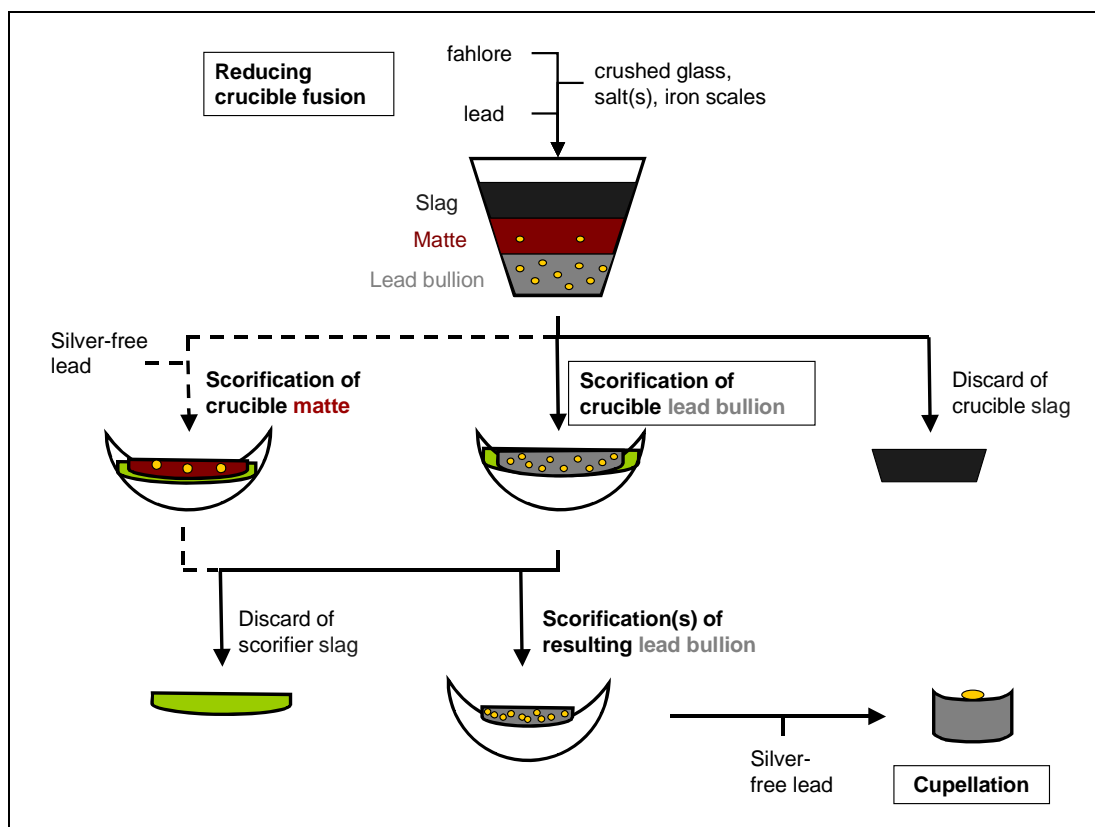 fahlore
Reducing
crucible fusion
crushed glass,
salt(s), iron scales
lead
Slag
Matte
Lead bullion
Silver-free
lead
Scorification of
crucible matte
Scorification of
crucible lead bullion
Discard of
crucible slag
Discard of
scorifier slag
Scorification(s) of
resulting lead bullion
Silver-
free lead
Cupellation